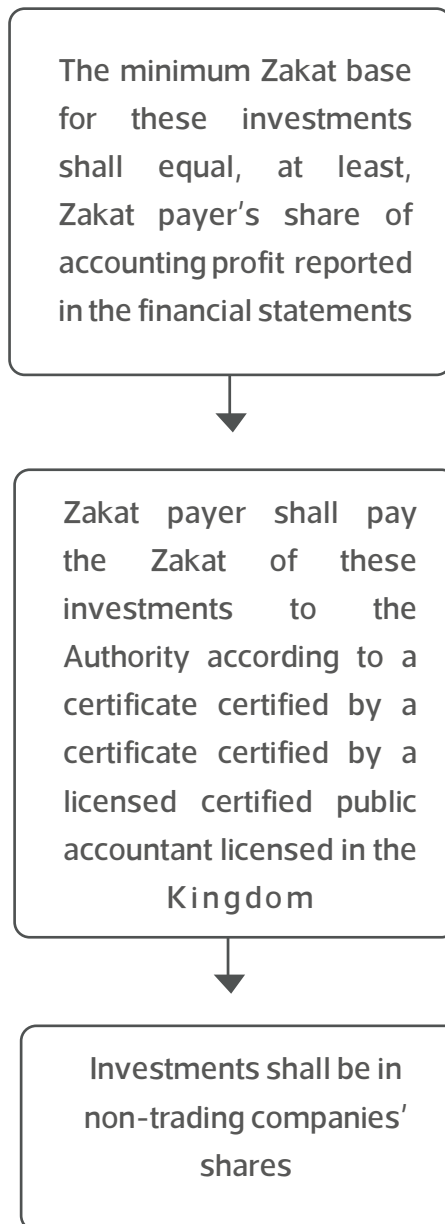 The minimum Zakat base
for these investments
shall equal, at least,
Zakat payer’s share of
accounting profit reported
in the financial statements
Zakat payer shall pay
the Zakat of these
investments to the
Authority according to a
certificate certified by a
certificate certified by a
licensed certified public
accountant licensed in the
Kingdom
Investments shall be in
non-trading companies’
shares